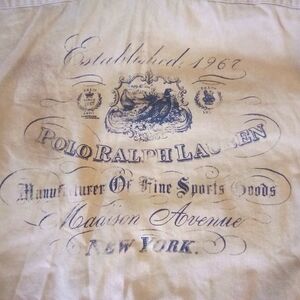 Established, 1967
POLO RALPH LAUREN
Manufacturer Of Fine Sports Goods
Madison Avenue
NEW YORK.